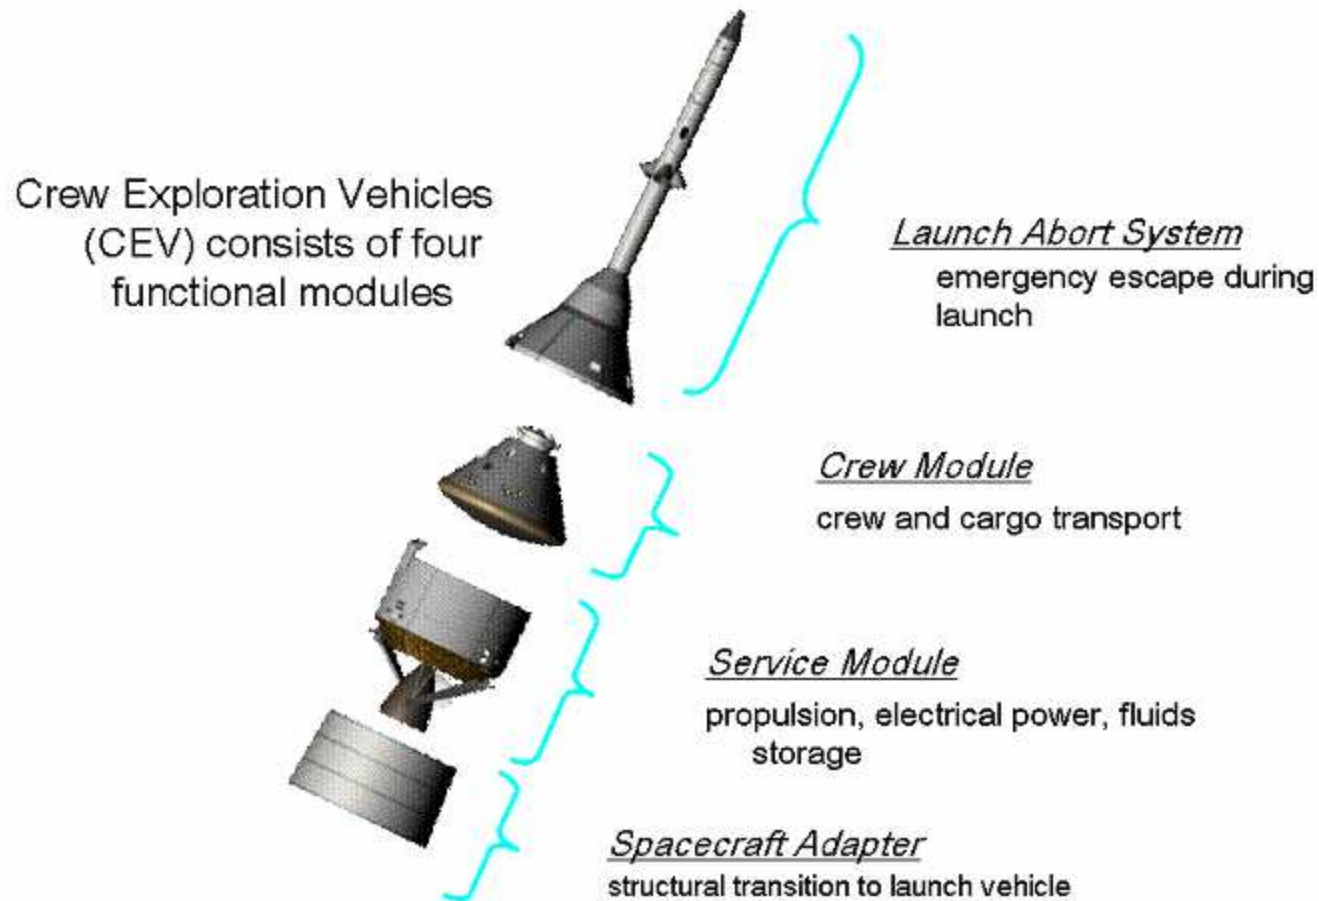 Crew Exploration Vehicles
(CEV) consists of four
functional modules
Launch Abort System
emergency escape during
launch
Crew Module
crew and cargo transport
Service Module
propulsion, electrical power, fluids
storage
Spacecraft Adapter
structural transition to launch vehicle